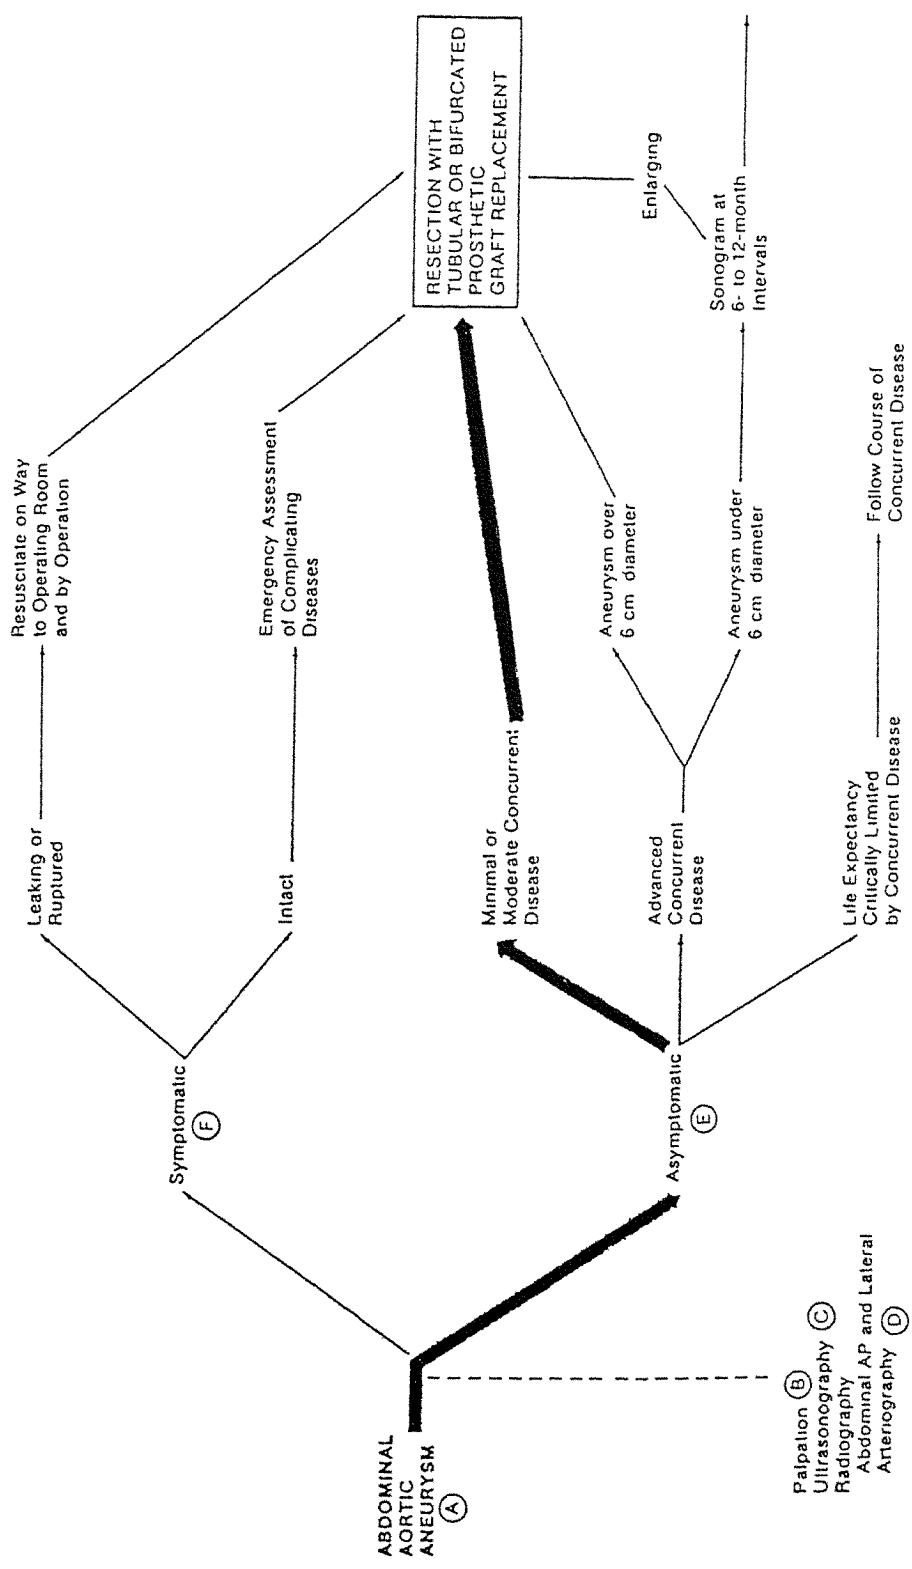 ABDOMINAL
AORTIC
ANEURYSM
A
Palpation B
Ultrasonography C
Radiography
Abdominal AP and Lateral
Arteriography D
Symptomatic
F
Asymptomatic
E
Leaking or
Ruptured
Intact
Minimal or
Moderate Concurrent
Disease
Advanced
Concurrent
Disease
Life Expectancy
Critically Limited
by Concurrent Disease
Resuscitate on Way
to Operating Room
and by Operation
Emergency Assessment
of Complicating
Diseases
Aneurysm over
6 cm diameter
Aneurysm under
6 cm diameter
Follow Course of
Concurrent Disease
RESECTION WITH
TUBULAR OR BIFURCATED
PROSTHETIC
GRAFT REPLACEMENT
Enlarging
Sonogram at
6- to 12-month
Intervals